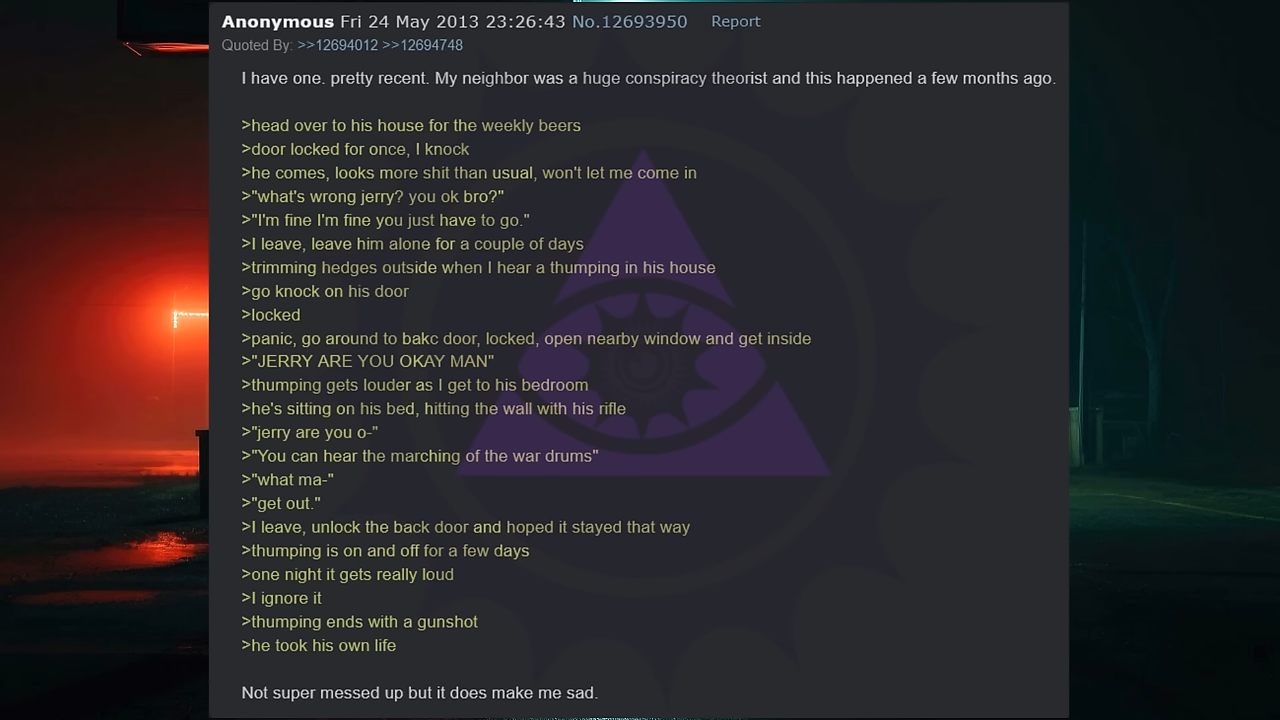 Anonymous Fri 24 May 2013 23:26:43 No.12693950 Report
Quoted By: >>12694012 >>12694748
I have one. pretty recent. My neighbor was a huge conspiracy theorist and this happened a few months ago.
>head over to his house for the weekly beers
>door locked for once, I knock
>he comes, looks more shit than usual, won't let me come in
>"what's wrong jerry? you ok bro?"
>"I'm fine I'm fine you just have to go."
>I leave, leave him alone for a couple of days
>trimming hedges outside when I hear a thumping in his house
>go knock on his door
>locked
>panic, go around to bakc door, locked, open nearby window and get inside
>"JERRY ARE YOU OKAY MAN"
>thumping gets louder as I get to his bedroom
>he's sitting on his bed, hitting the wall with his rifle
>"jerry are you o-"
>"You can hear the marching of the war drums"
>"what ma-"
>"get out."
>I leave, unlock the back door and hoped it stayed that way
>thumping is on and off for a few days
>one night it gets really loud
>I ignore it
>thumping ends with a gunshot
>he took his own life
Not super messed up but it does make me sad.